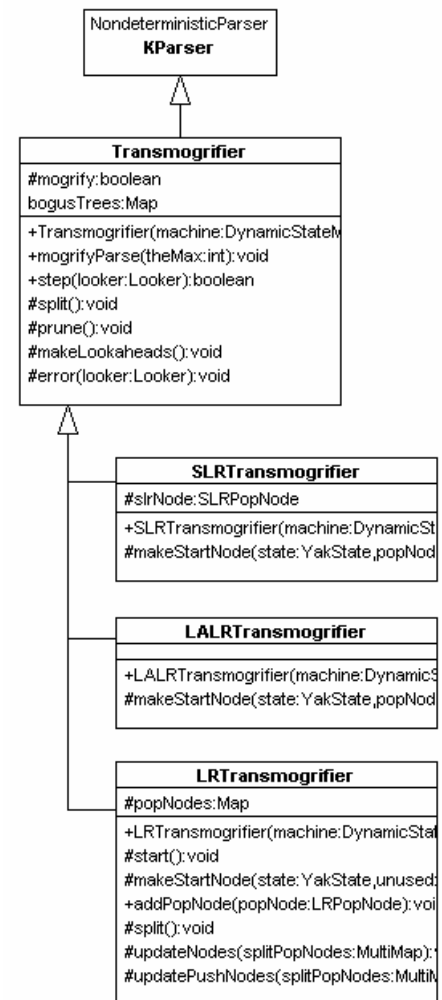 NondeterministicParser
KParser
Transmogrifier
#mogrify:boolean
bogusTrees:Map
+Transmogrifier(machine:DynamicStateM
+mogrifyParse(theMax:int):void
+step(looker:Looker):boolean
#split():void
#prune():void
#makeLookaheads():void
#error(looker:Looker):void
SLRTransmogrifier
#slrNode:SLRPopNode
+SLRTransmogrifier(machine:DynamicSt
#makeStartNode(state:YakState,popNod
LALRTransmogrifier
+LALRTransmogrifier(machine:DynamicS
#makeStartNode(state:YakState,popNod
LRTransmogrifier
#popNodes:Map
+LRTransmogrifier(machine:DynamicStat
#start():void
#makeStartNode(state:YakState,unused:
+addPopNode(popNode:LRPopNode):voi
#split():void
#updateNodes(splitPopNodes:MultiMap):
#updatePushNodes(splitPopNodes:MultiM